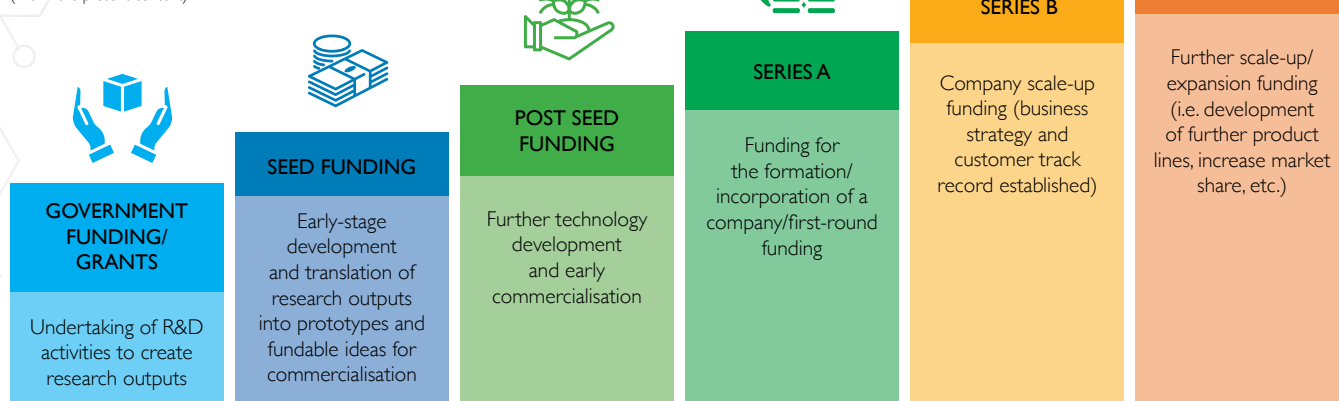 GOVERNMENT
FUNDING/
GRANTS
Undertaking of R&D
activities to create
research outputs
SEED FUNDING
Early-stage
development
and translation of
research outputs
into prototypes and
fundable ideas for
commercialisation
POST SEED
FUNDING
Further technology
development
and early
commercialisation
SERIES A
Funding for
the formation/
incorporation of a
company/first-round
funding
SERIES B
Company scale-up
funding (business
strategy and
customer track
record established)
Further scale-up/
expansion funding
(i.e. development
of further product
lines, increase market
share, etc.)